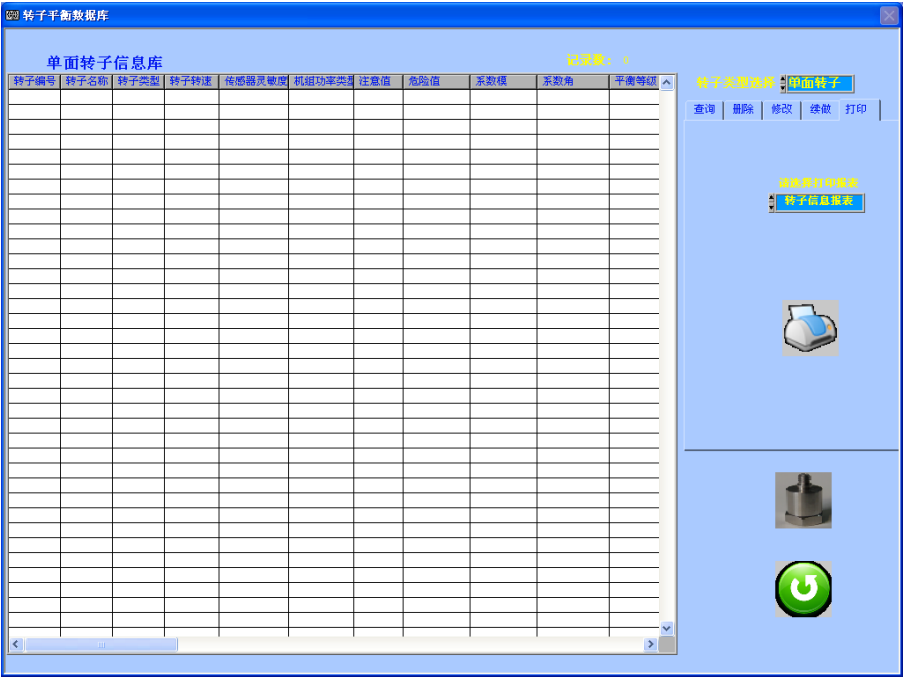 转子平衡数据库
单面转子信息库
记录数: 0
转子编号 转子名称 转子类型 转子转速 传感器灵敏度 机组功率类型 注意值 危险值 系数模 系数角 平衡等级
转子类型选择 单面转子
查询 删除 修改 续做 打印
请选择打印报表
转子信息报表